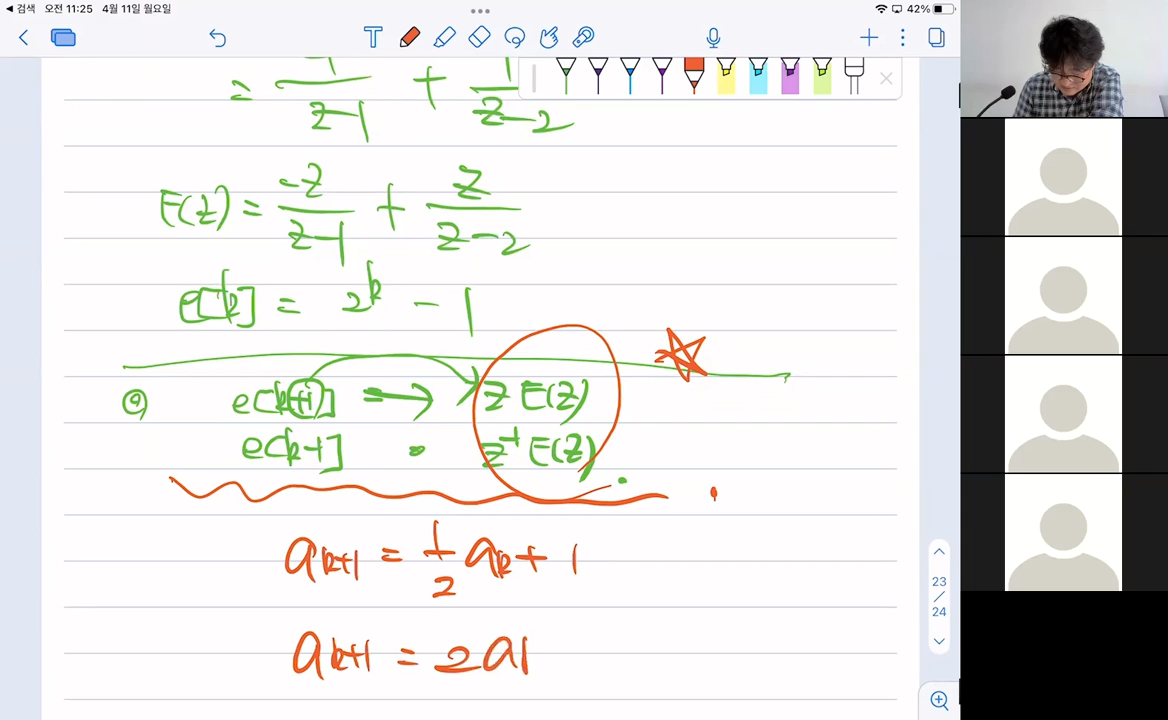 검색 오전 11:25 4월 11일 월요일 42%
= -1/(z-1) + 1/(z-2)
E(z) = -z/(z-1) + z/(z-2)
e[k] = 2^k - 1
@ e[k+1] → z E(z)
e[k-1] · z^-1 E(z)
a_k+1 = 1/2 a_k + 1
a_k+1 = 2a1
23
/
24